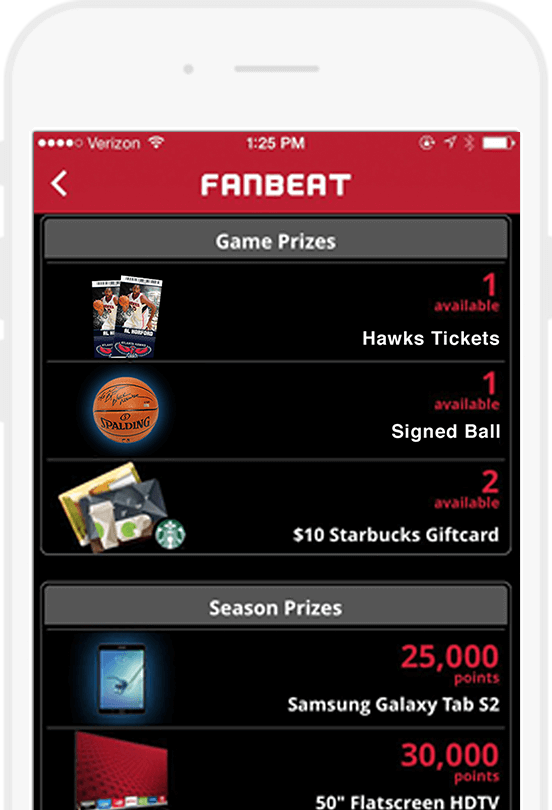 Verizon
1:25 PM
FANBEAT
Game Prizes
1
available
AL HORFORD
Hawks Tickets
1
available
SPALDING
Signed Ball
2
available
$10 Starbucks Giftcard
Season Prizes
25,000
points
Samsung Galaxy Tab S2
30,000
points
50" Flatscreen HDTV